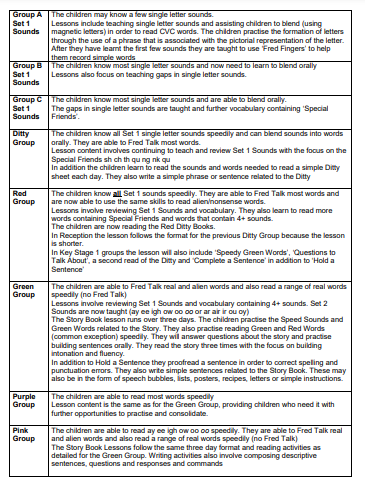 Group A The children may know a few single letter sounds.
Set 1 Lessons include teaching single letter sounds and assisting children to blend (using
Sounds magnetic letters) in order to read CVC words. The children practise the formation of letters
through the use of a phrase that is associated with the pictorial representation of the letter.
After they have learnt the first few sounds they are taught to use 'Fred Fingers' to help
them record simple words
Group B The children know most single letter sounds and now need to learn to blend orally
Set 1 Lessons also focus on teaching gaps in single letter sounds.
Sounds
Group C The children know most single letter sounds and are able to blend orally.
Set 1 The gaps in single letter sounds are taught and further vocabulary containing 'Special
Sounds Friends'.
Ditty The children know all Set 1 single letter sounds speedily and can blend sounds into words
Group orally. They are able to Fred Talk most words.
Lesson content involves continuing to teach and review Set 1 Sounds with the focus on the
Special Friends sh ch th qu ng nk qu
In addition the children learn to read the sounds and words needed to read a simple Ditty
sheet each day. They also write a simple phrase or sentence related to the Ditty
Red The children know all Set 1 sounds speedily. They are able to Fred Talk most words and
Group are now able to use the same skills to read alien/nonsense words.
Lessons involve reviewing Set 1 Sounds and vocabulary. They also learn to read more
words containing Special Friends and words that contain 4+ sounds.
The children are now reading the Red Ditty Books.
In Reception the lesson follows the format for the previous Ditty Group because the lesson
is shorter.
In Key Stage 1 groups the lesson will also include 'Speedy Green Words', 'Questions to
Talk About', a second read of the Ditty and 'Complete a Sentence' in addition to 'Hold a
Sentence'
Green The children are able to Fred Talk real and alien words and also read a range of real words
Group speedily (no Fred Talk)
Lessons involve reviewing Set 1 Sounds and vocabulary containing 4+ sounds. Set 2
Sounds are now taught (ay ee igh ow oo oo or ar air ir ou oy)
The Story Book lesson runs over three days. The children practise the Speed Sounds and
Green Words related to the Story. They also practise reading Green and Red Words
(common exception) speedily. They will answer questions about the story and practise
building sentences orally. They read the story three times with the focus on building
intonation and fluency.
In addition to Hold a Sentence they proofread a sentence in order to correct spelling and
punctuation errors. They also write simple sentences related to the Story Book. These may
also be in the form of speech bubbles, lists, posters, recipes, letters or simple instructions.
Purple The children are able to read most words speedily
Group Lesson content is the same as for the Green Group, providing children who need it with
further opportunities to practise and consolidate.
Pink The children are able to read ay ee igh ow oo oo speedily. They are able to Fred Talk real
Group and alien words and also read a range of real words speedily (no Fred Talk)
The Story Book Lessons follow the same three day format and reading activities as
detailed for the Green Group. Writing activities also involve composing descriptive
sentences, questions and responses and commands